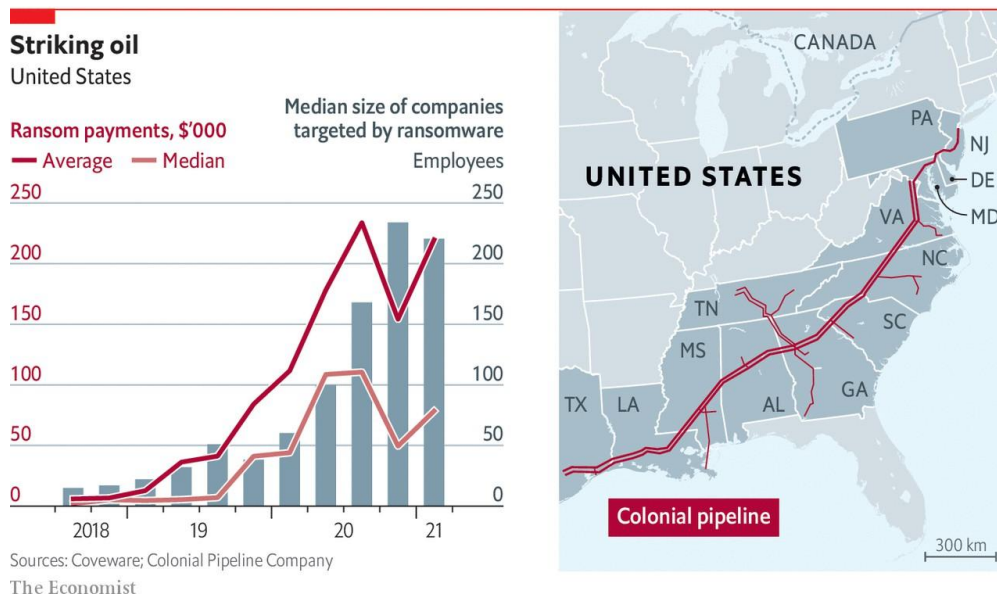 Striking oil
United States
Ransom payments, $'000
Average Median
Median size of companies
targeted by ransomware
Employees
250 250
200 200
150 150
100 100
50 50
0 0
2018 19 20 21
Sources: Coveware; Colonial Pipeline Company
The Economist
CANADA
UNITED STATES
PA
NJ
DE
MD
VA
NC
TN
SC
MS
TX LA AL GA
Colonial pipeline
300 km